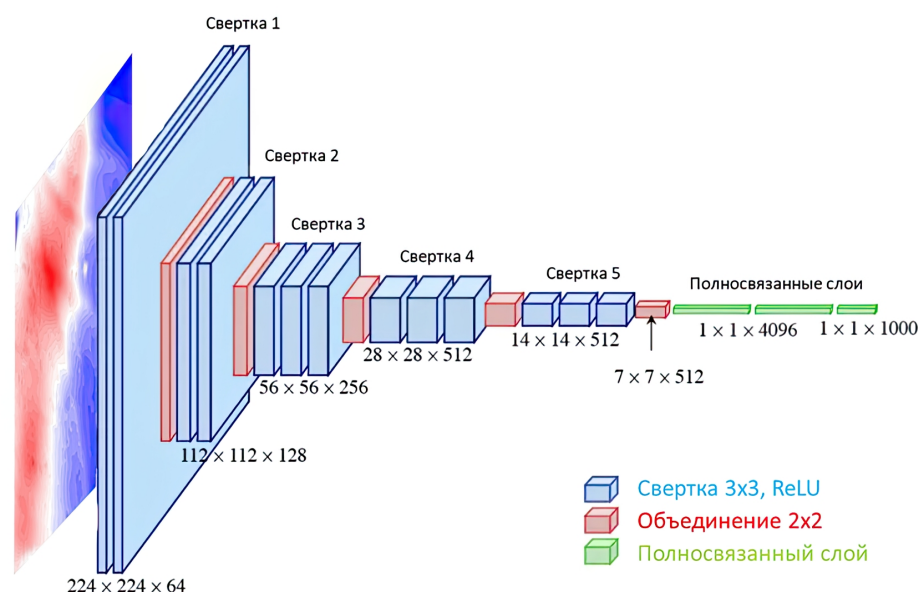 Свертка 1
Свертка 2
Свертка 3
Свертка 4
Свертка 5
Полносвязанные слои
1 × 1 × 4096
1 × 1 × 1000
14 × 14 × 512
28 × 28 × 512
7 × 7 × 512
56 × 56 × 256
112 × 112 × 128
224 × 224 × 64
Свертка 3x3, ReLU
Объединение 2x2
Полносвязанный слой